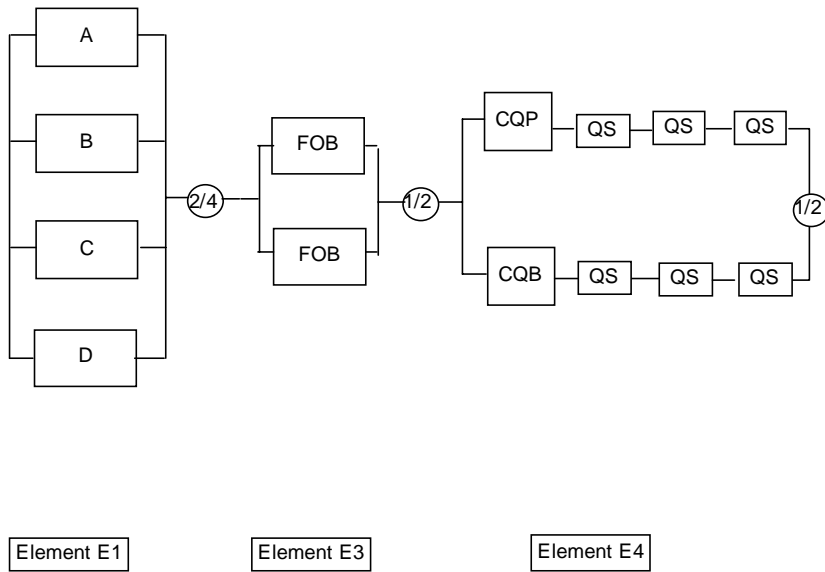 A
B
C
D
2/4
FOB
FOB
1/2
CQP
QS
QS
QS
CQB
QS
QS
QS
1/2
Element E1
Element E3
Element E4